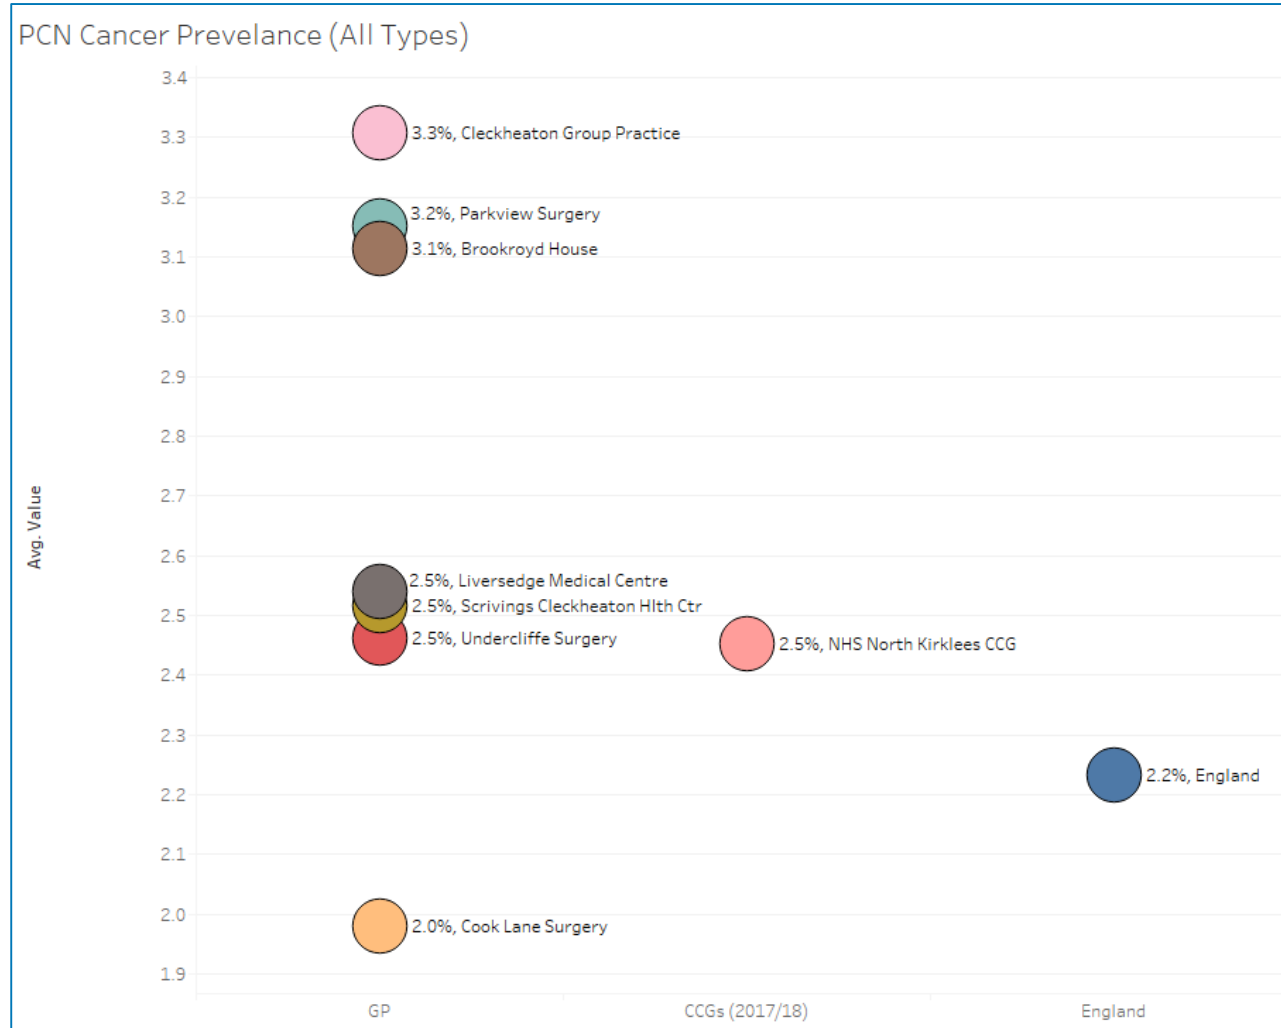 PCN Cancer Prevelance (All Types)
3.4
3.3
3.2
3.1
3.0
2.9
2.8
2.7
2.6
2.5
2.4
2.3
2.2
2.1
2.0
1.9
Avg. Value
3.3%, Cleckheaton Group Practice
3.2%, Parkview Surgery
3.1%, Brookroyd House
2.5%, Liversedge Medical Centre
2.5%, Scrivings Cleckheaton Hlth Ctr
2.5%, Undercliffe Surgery
2.5%, NHS North Kirklees CCG
2.2%, England
2.0%, Cook Lane Surgery
GP
CCGs (2017/18)
England